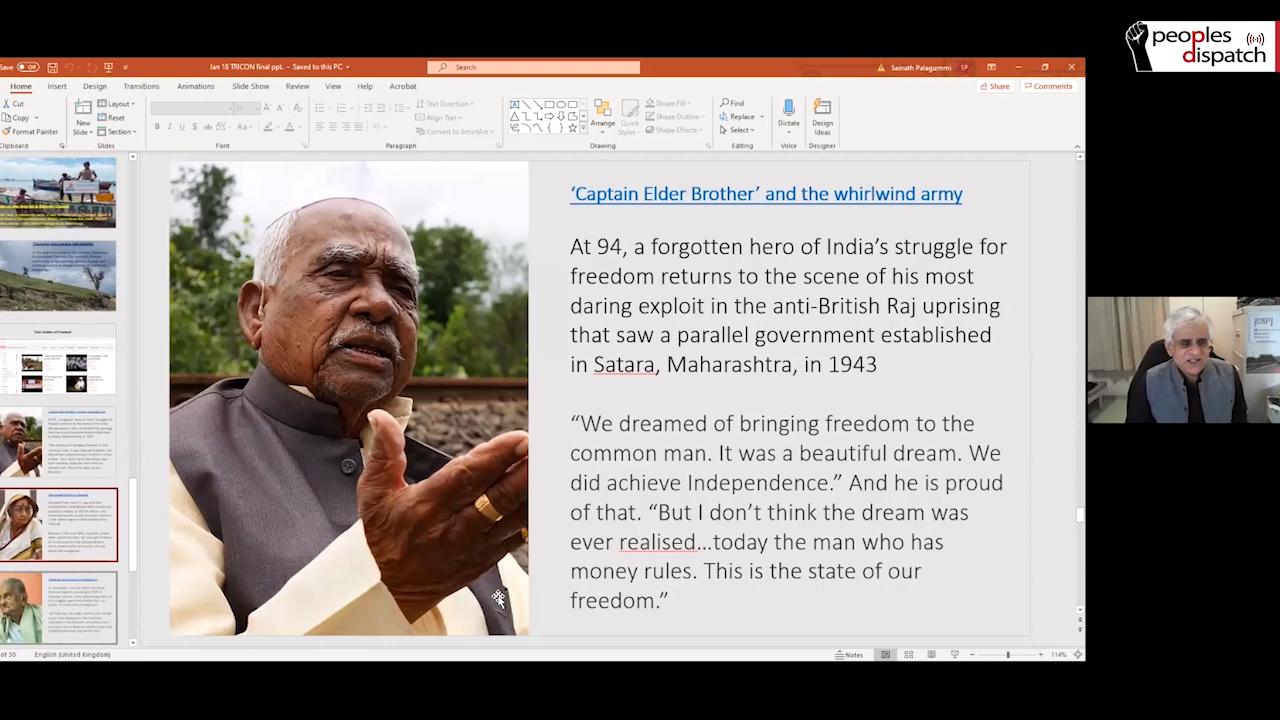 peoples
dispatch
Save Off
Jan 18 TRICON final ppt. - Saved to this PC
Search
Sainath Palagummi SP
Home Insert Design Transitions Animations Slide Show Review View Help Acrobat
Share Comments
Cut
Copy
Format Painter
Clipboard
New
Slide
Layout
Reset
Section
Slides
Font
Text Direction
Align Text
Convert to SmartArt
Paragraph
Arrange
Quick
Styles
Shape Fill
Shape Outline
Shape Effects
Drawing
Find
Replace
Select
Editing
Dictate
Voice
Design
Ideas
Designer
‘Captain Elder Brother’ and the whirlwind army
At 94, a forgotten hero of India’s struggle for
freedom returns to the scene of his most
daring exploit in the anti-British Raj uprising
that saw a parallel government established
in Satara, Maharashtra, in 1943
“We dreamed of bringing freedom to the
common man. It was a beautiful dream. We
did achieve Independence.” And he is proud
of that. “But I don’t think the dream was
ever realised...today the man who has
money rules. This is the state of our
freedom.”
PARI
of 30 English (United Kingdom)
Notes
114%